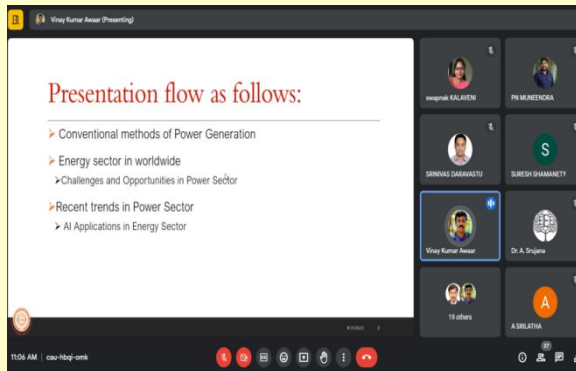 Vinay Kumar Awaar (Presenting)
Presentation flow as follows:
Conventional methods of Power Generation
Energy sector in worldwide
Challenges and Opportunities in Power Sector
Recent trends in Power Sector
AI Applications in Energy Sector
swapnak KALAVENI
PN MUNEENDRA
SRINIVAS DARAVASTU
S
SURESH SHAMANETY
Vinay Kumar Awaar
Dr. A. Srujana
19 others
A
A SRILATHA
11:06 AM | cau-hbqi-omk
27